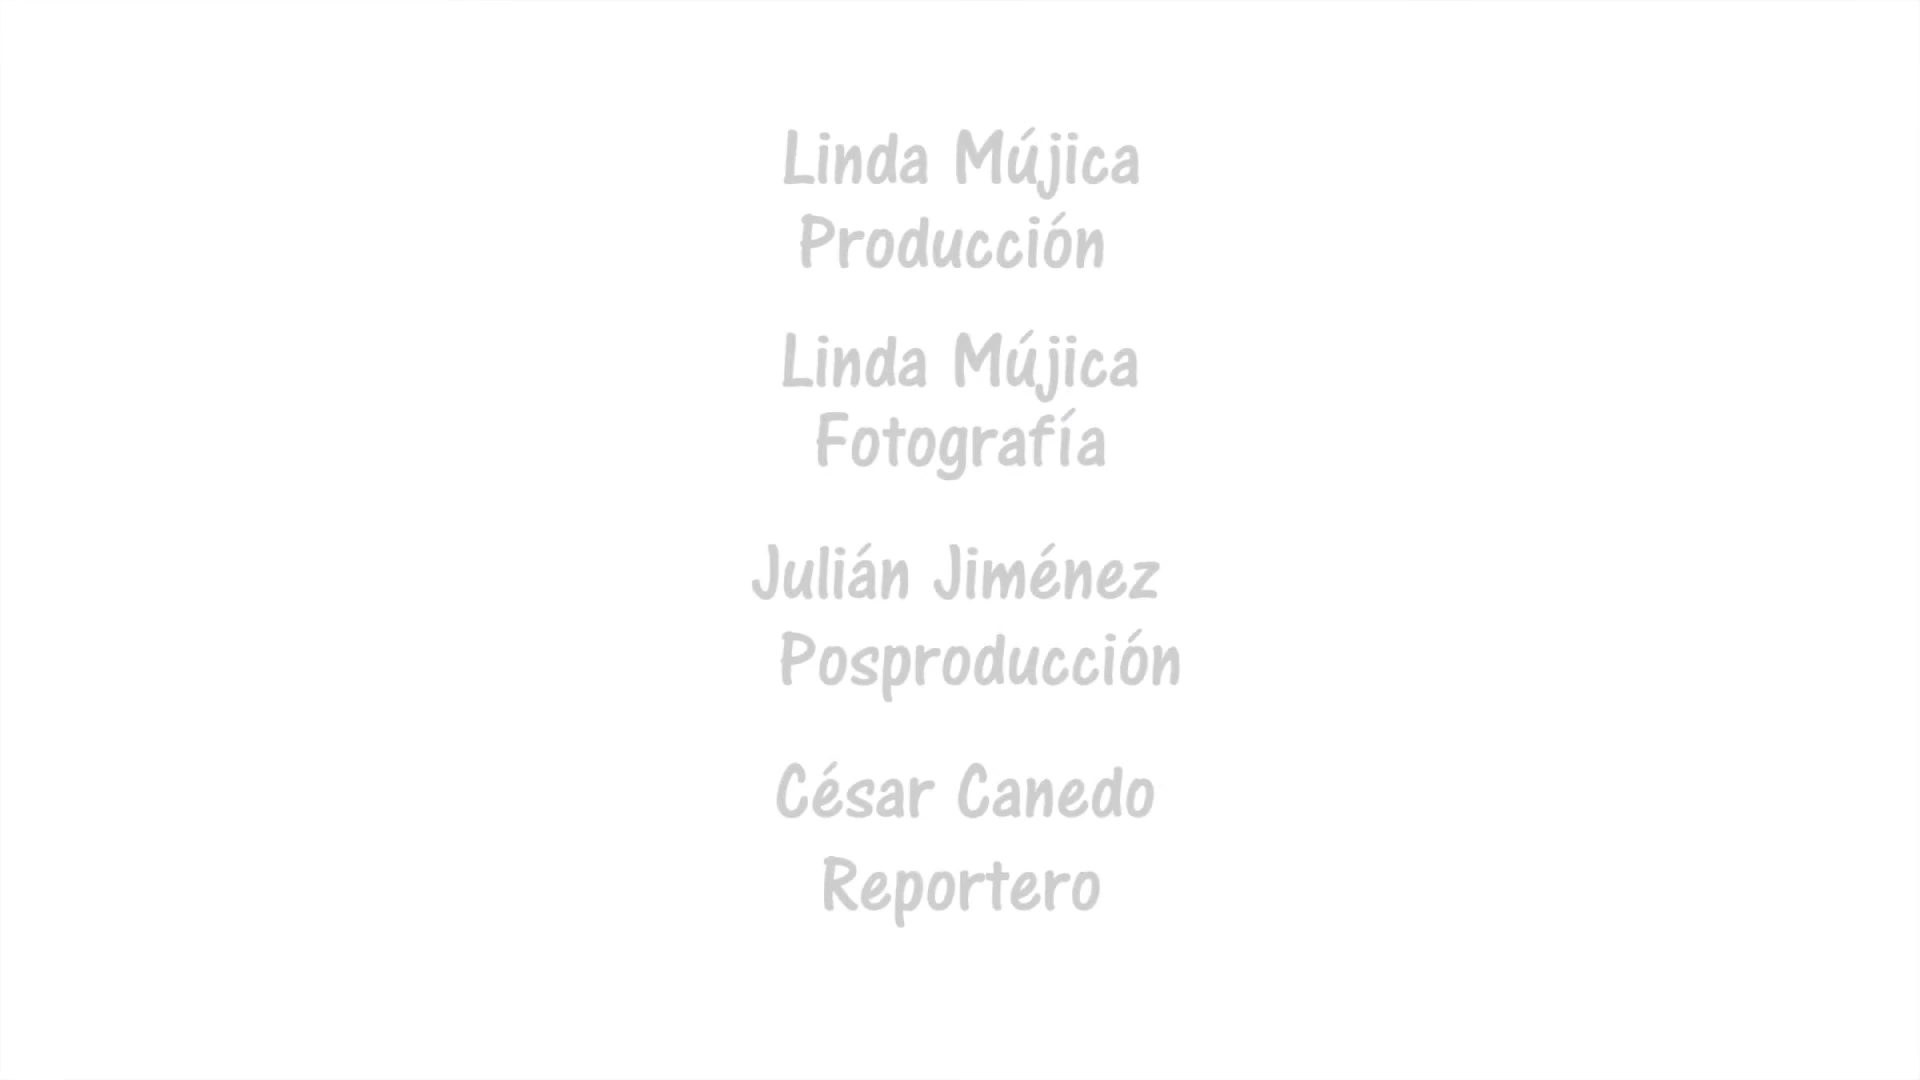 Linda Mújica
Producción
Linda Mújica
Fotografía
Julián Jiménez
Posproducción
César Canedo
Reportero